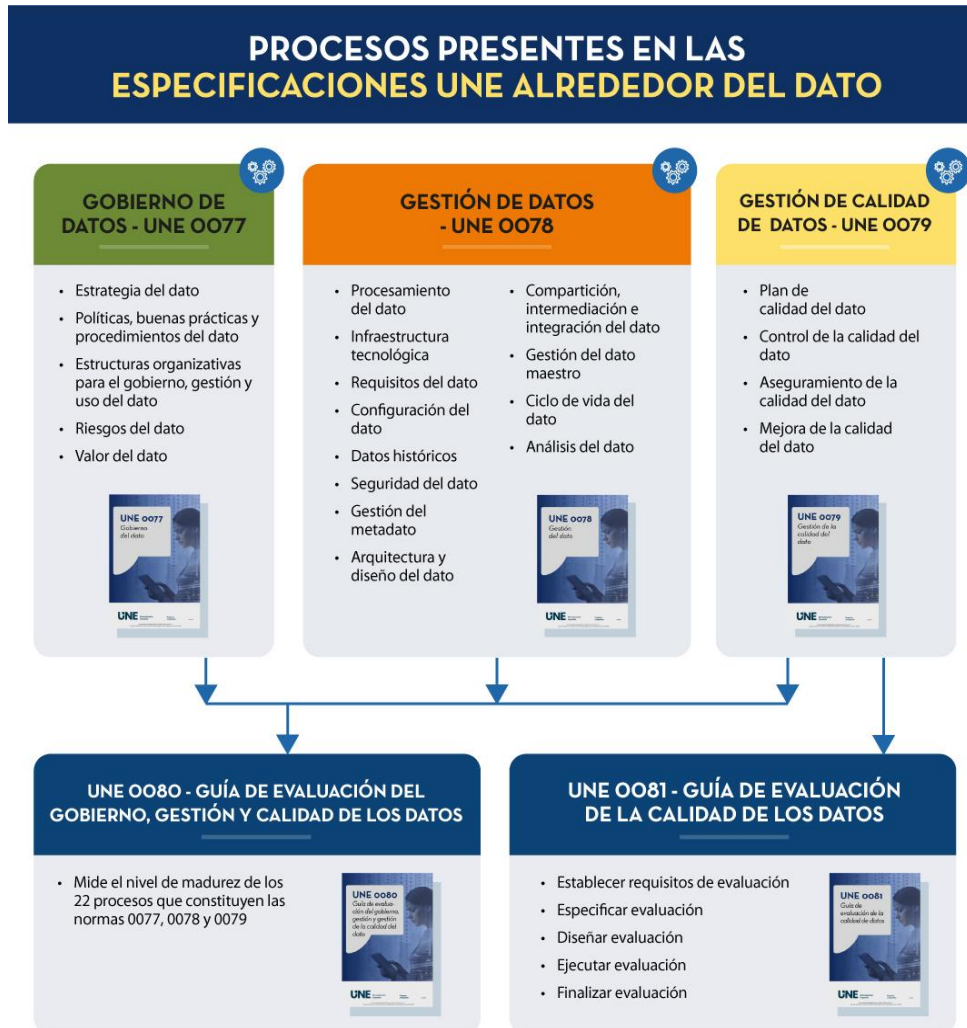 PROCESOS PRESENTES EN LAS
ESPECIFICACIONES UNE ALREDEDOR DEL DATO
GOBIERNO DE
DATOS - UNE 0077
• Estrategia del dato
• Políticas, buenas prácticas y
procedimientos del dato
• Estructuras organizativas
para el gobierno, gestión y
uso del dato
• Riesgos del dato
• Valor del dato
UNE 0077
Gobierno
del dato
UNE
GESTIÓN DE DATOS
- UNE 0078
• Procesamiento
del dato
• Infraestructura
tecnológica
• Requisitos del dato
• Configuración del
dato
• Datos históricos
• Seguridad del dato
• Gestión del
metadato
• Arquitectura y
diseño del dato
• Compartición,
intermediación e
integración del dato
• Gestión del dato
maestro
• Ciclo de vida del
dato
• Análisis del dato
UNE 0078
Gestión
del dato
UNE
GESTIÓN DE CALIDAD
DE DATOS - UNE 0079
• Plan de
calidad del dato
• Control de la calidad del
dato
• Aseguramiento de la
calidad del dato
• Mejora de la calidad
del dato
UNE 0079
Gestión de la
calidad del
dato
UNE
UNE 0080 - GUÍA DE EVALUACIÓN DEL
GOBIERNO, GESTIÓN Y CALIDAD DE LOS DATOS
• Mide el nivel de madurez de los
22 procesos que constituyen las
normas 0077, 0078 y 0079
UNE 0080
Guía de evalua-
ción del gobierno,
gestión y gestión
de la calidad del
dato
UNE
UNE 0081 - GUÍA DE EVALUACIÓN
DE LA CALIDAD DE LOS DATOS
• Establecer requisitos de evaluación
• Especificar evaluación
• Diseñar evaluación
• Ejecutar evaluación
• Finalizar evaluación
UNE 0081
Guía de
evaluación de la
calidad de datos
UNE